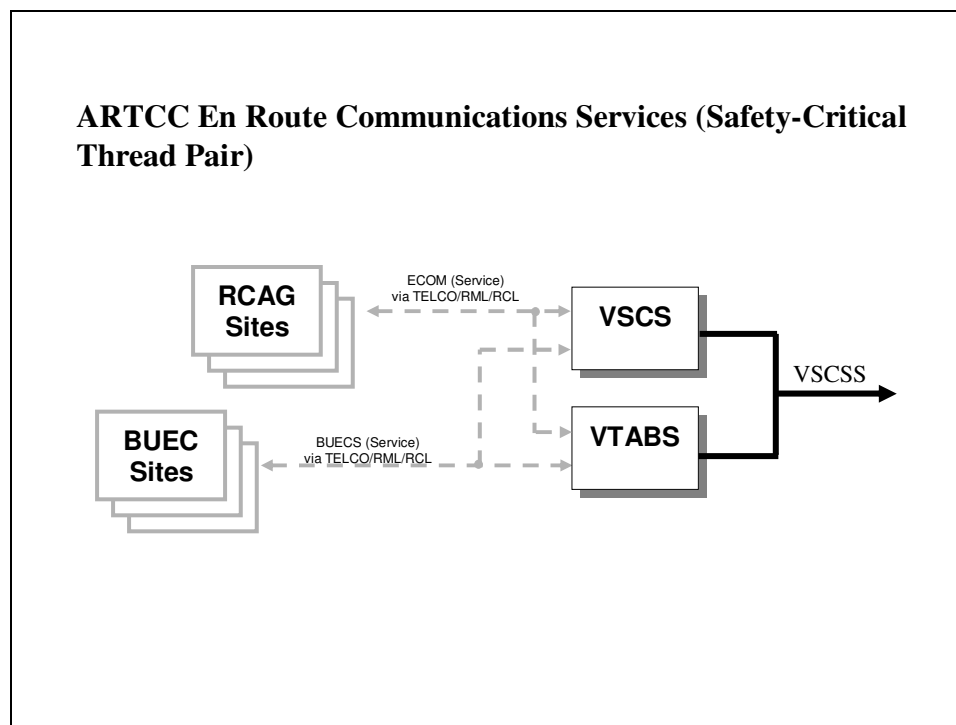 ARTCC En Route Communications Services (Safety-Critical
Thread Pair)
ECOM (Service)
via TELCO/RML/RCL
RCAG
Sites
VSCS
VSCSS
BUEC
Sites
BUECS (Service)
via TELCO/RML/RCL
VTABS